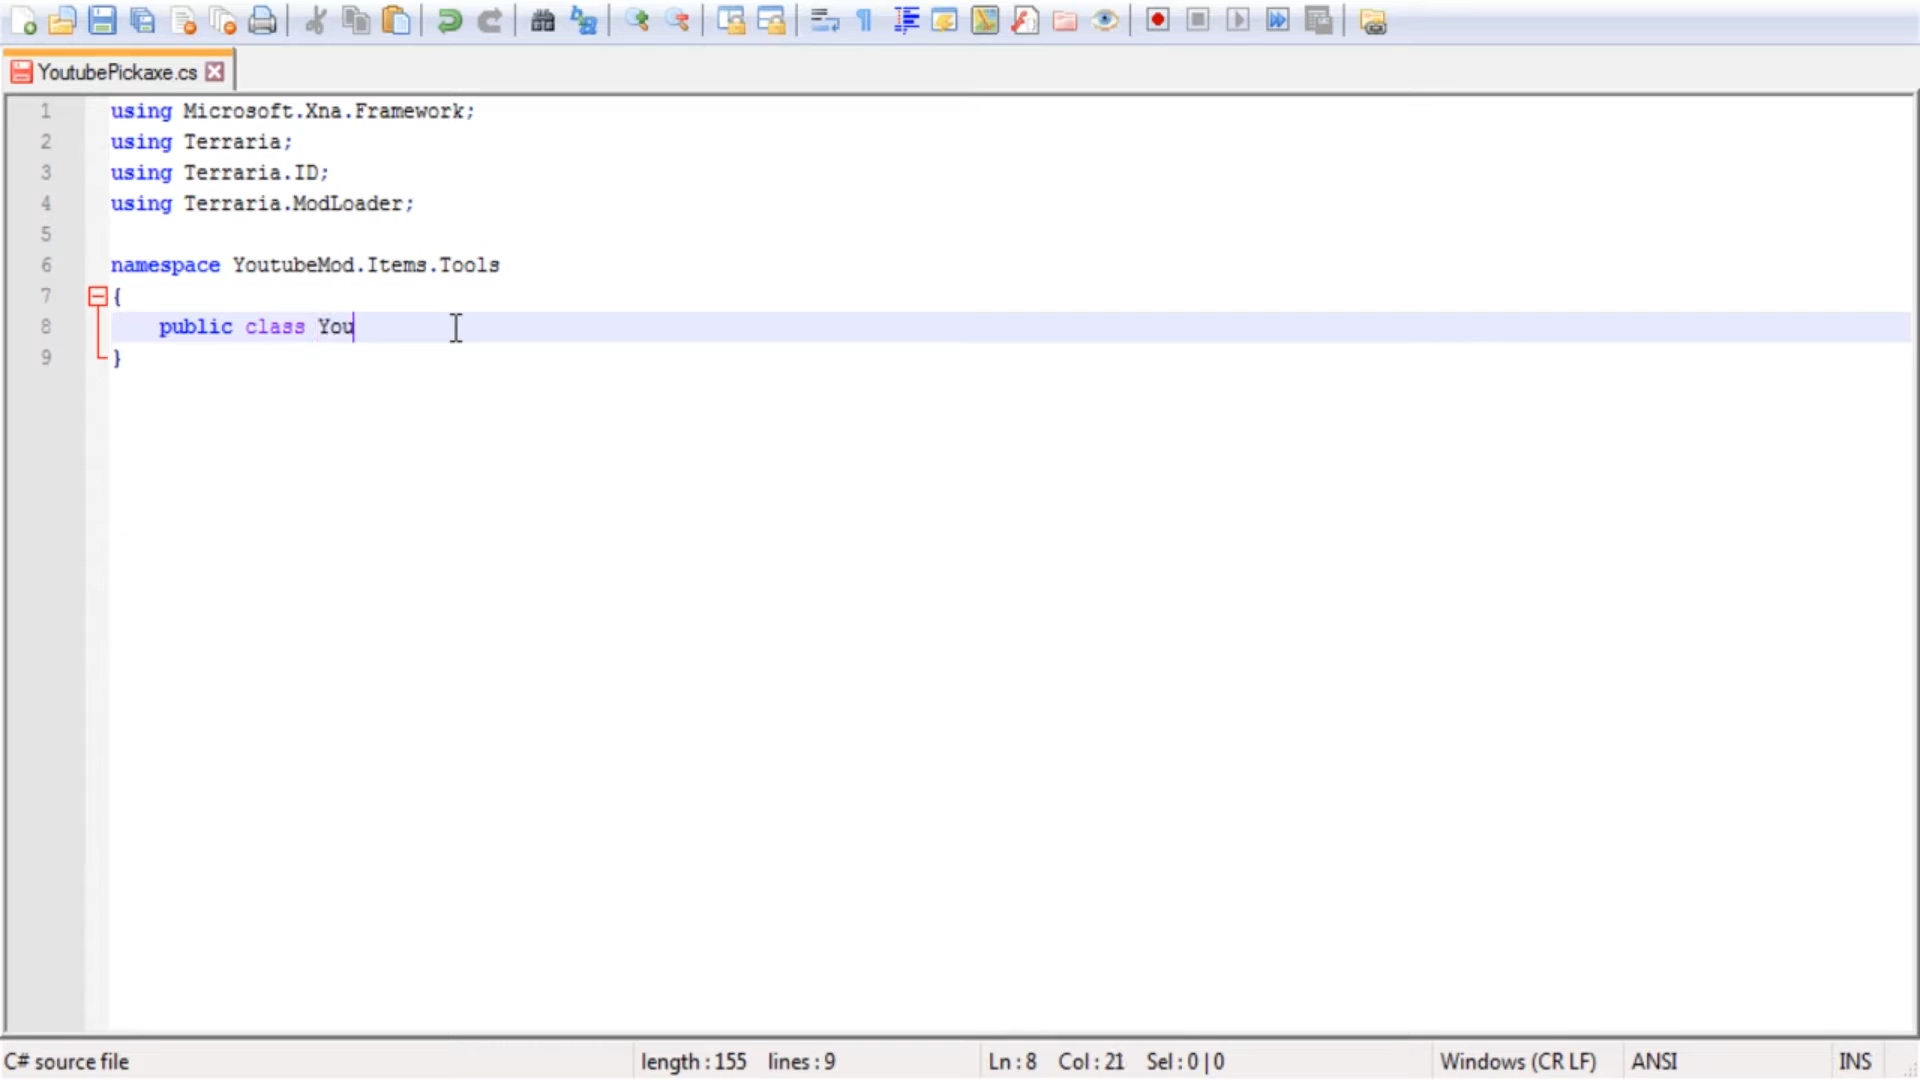 YoutubePickaxe.cs
1 using Microsoft.Xna.Framework;
2 using Terraria;
3 using Terraria.ID;
4 using Terraria.ModLoader;
5
6 namespace YoutubeMod.Items.Tools
7 {
8 public class You
9 }
C# source file length : 155 lines : 9 Ln : 8 Col : 21 Sel : 0 | 0 Windows (CR LF) ANSI INS